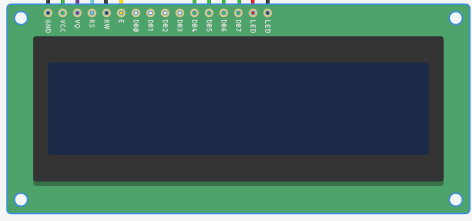 GND VCC VO RS RW E DB0 DB1 DB2 DB3 DB4 DB5 DB6 DB7 LED LED